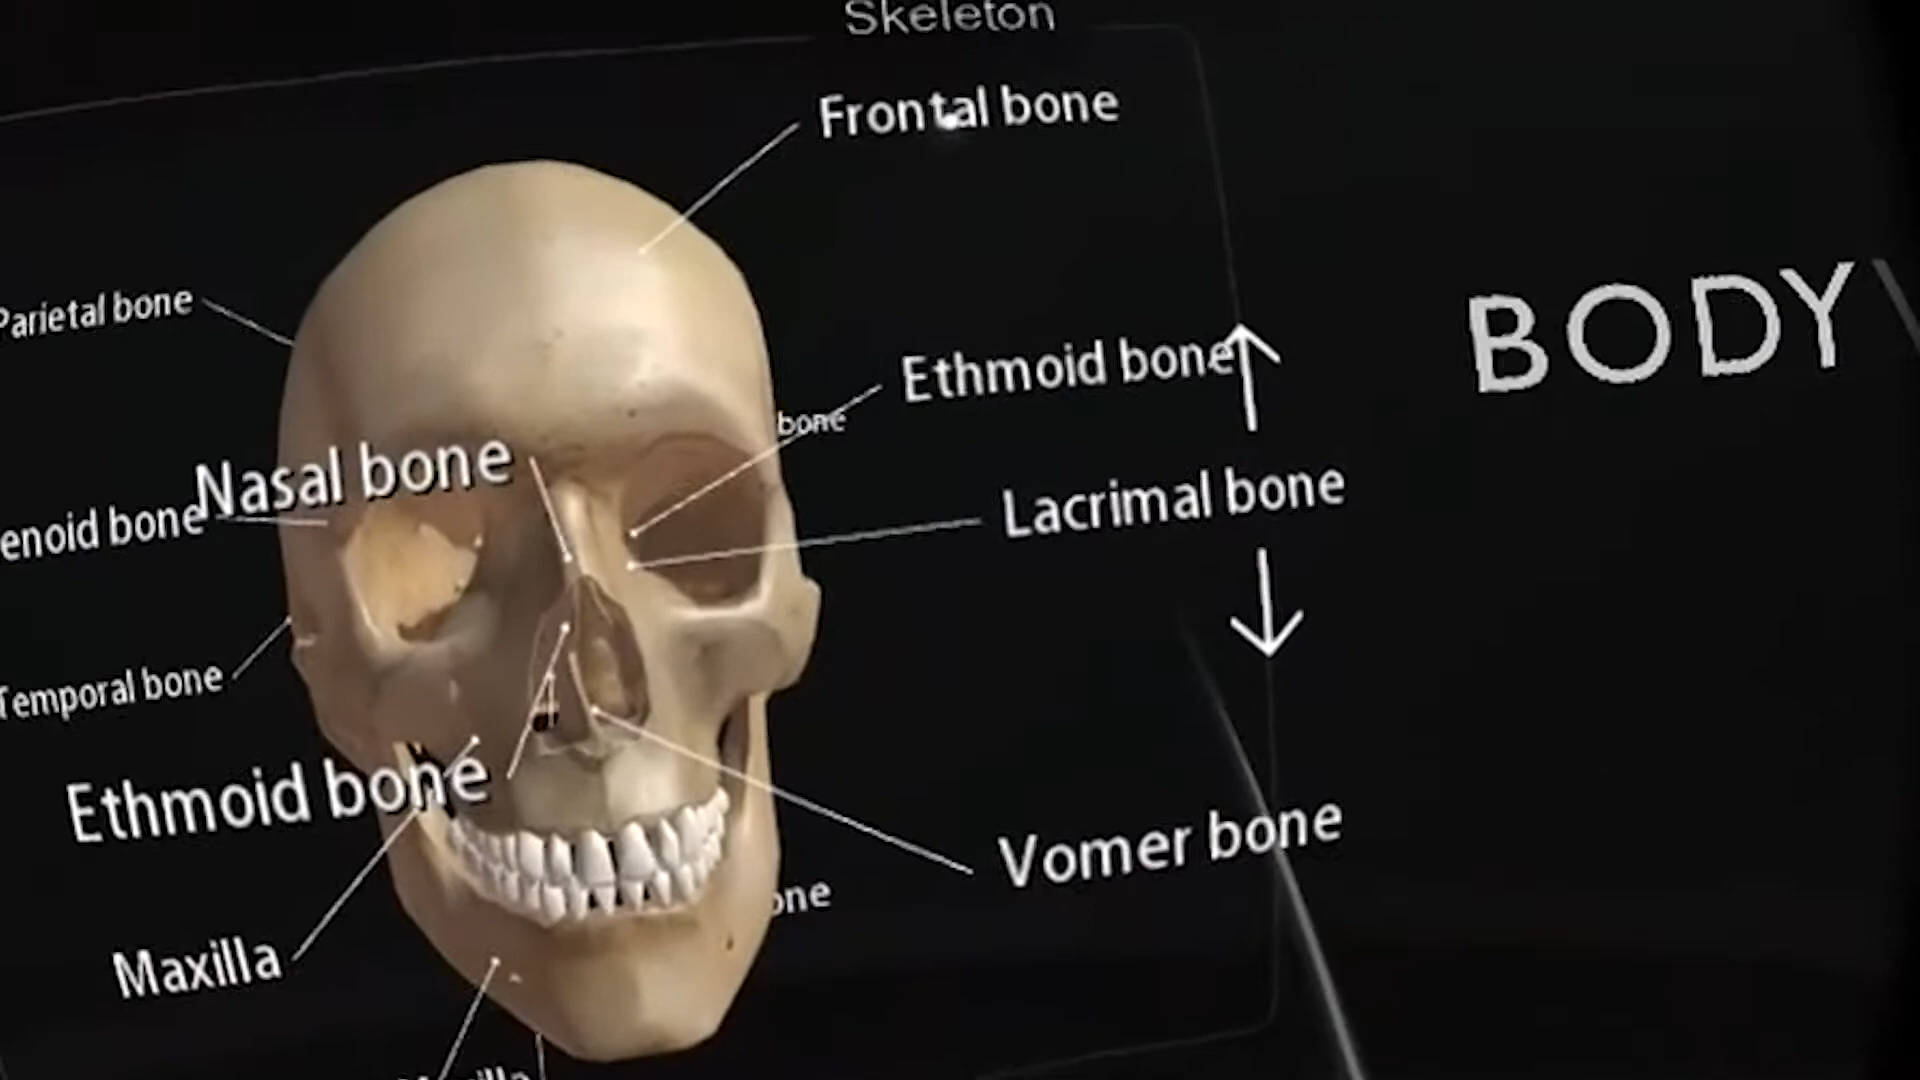 Skeleton
Frontal bone
Parietal bone
Ethmoid bone
bone
BODY
Nasal bone
Lacrimal bone
enoid bone
Temporal bone
Ethmoid bone
Vomer bone
one
Maxilla